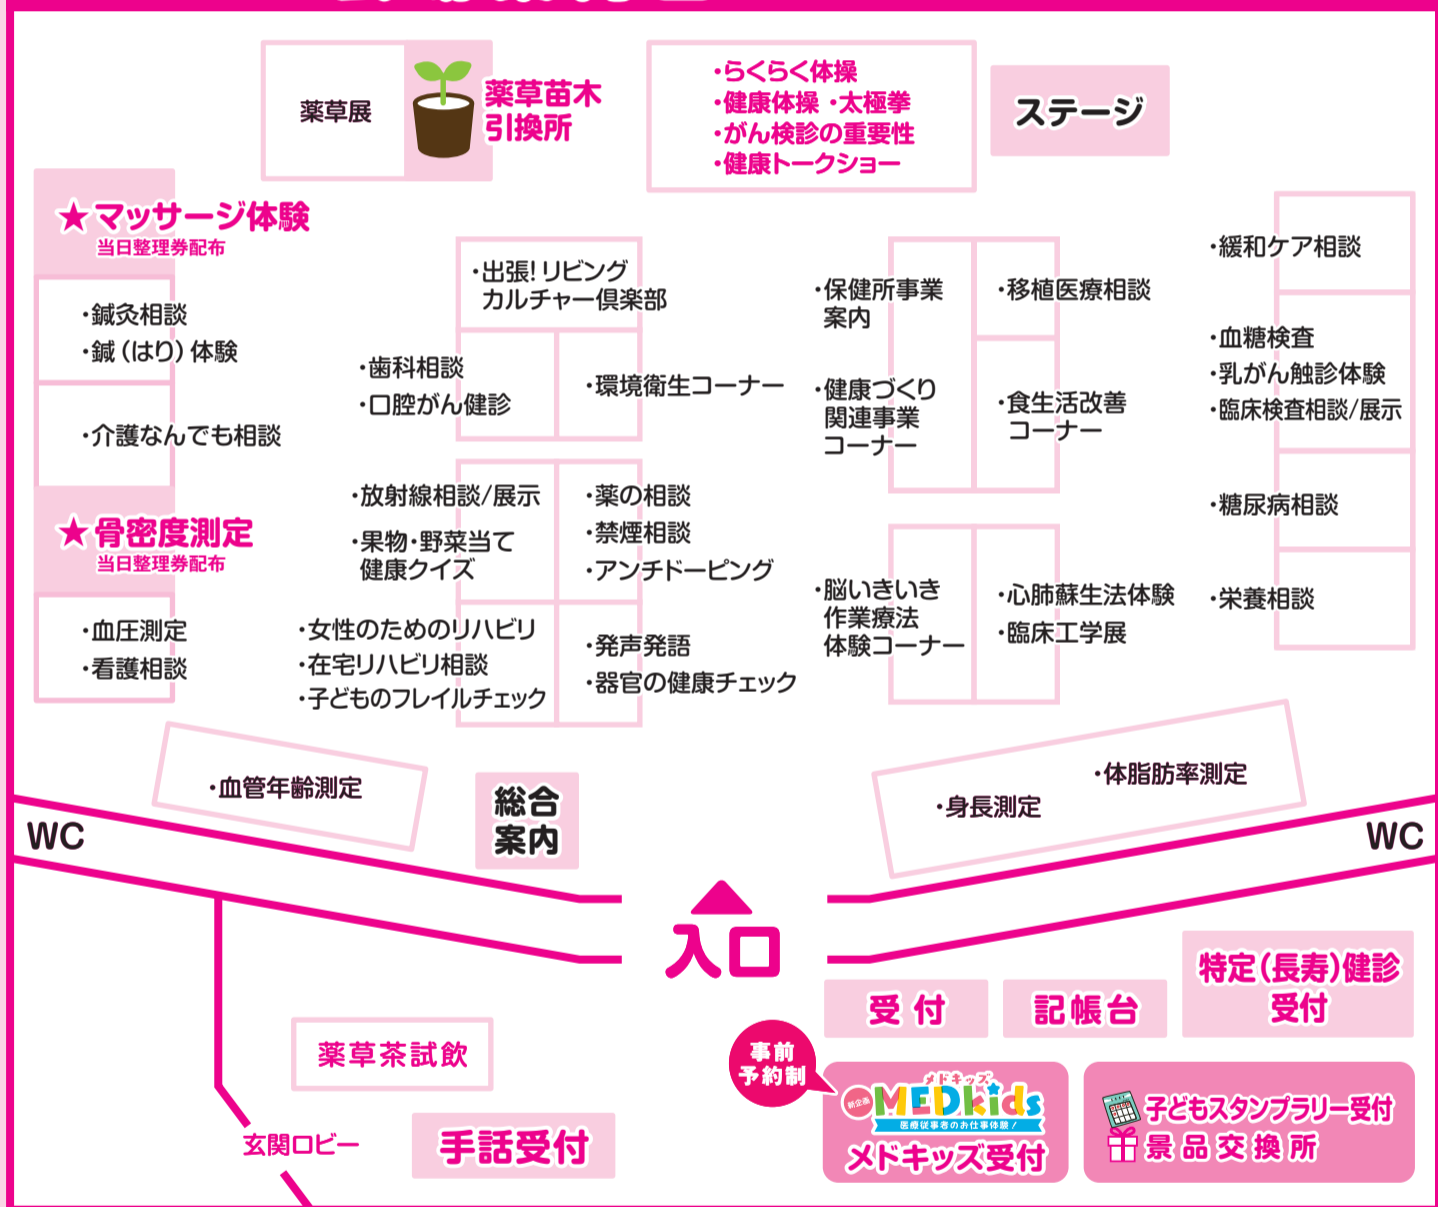 薬草展
薬草苗木
引換所
・らくらく体操
・健康体操 ・太極拳
・がん検診の重要性
・健康トークショー
ステージ
★マッサージ体験
当日整理券配布
・鍼灸相談
・鍼(はり)体験
・介護なんでも相談
★骨密度測定
当日整理券配布
・血圧測定
・看護相談
・出張!リビング
カルチャー倶楽部
・歯科相談
・口腔がん健診
・環境衛生コーナー
・放射線相談/展示
・果物・野菜当て
健康クイズ
・薬の相談
・禁煙相談
・アンチドーピング
・女性のためのリハビリ
・在宅リハビリ相談
・子どものフレイルチェック
・発声発語
・器官の健康チェック
・保健所事業
案内
・健康づくり
関連事業
コーナー
・移植医療相談
・食生活改善
コーナー
・脳いきいき
作業療法
体験コーナー
・心肺蘇生法体験
・臨床工学展
・緩和ケア相談
・血糖検査
・乳がん触診体験
・臨床検査相談/展示
・糖尿病相談
・栄養相談
・血管年齢測定
総合
案内
・身長測定
・体脂肪率測定
WC
WC
入口
受付
記帳台
特定(長寿)健診
受付
薬草茶試飲
玄関ロビー
手話受付
事前
予約制
メドキッズ
新企画
MEDkids
医療従事者のお仕事体験!
メドキッズ受付
子どもスタンプラリー受付
景品交換所